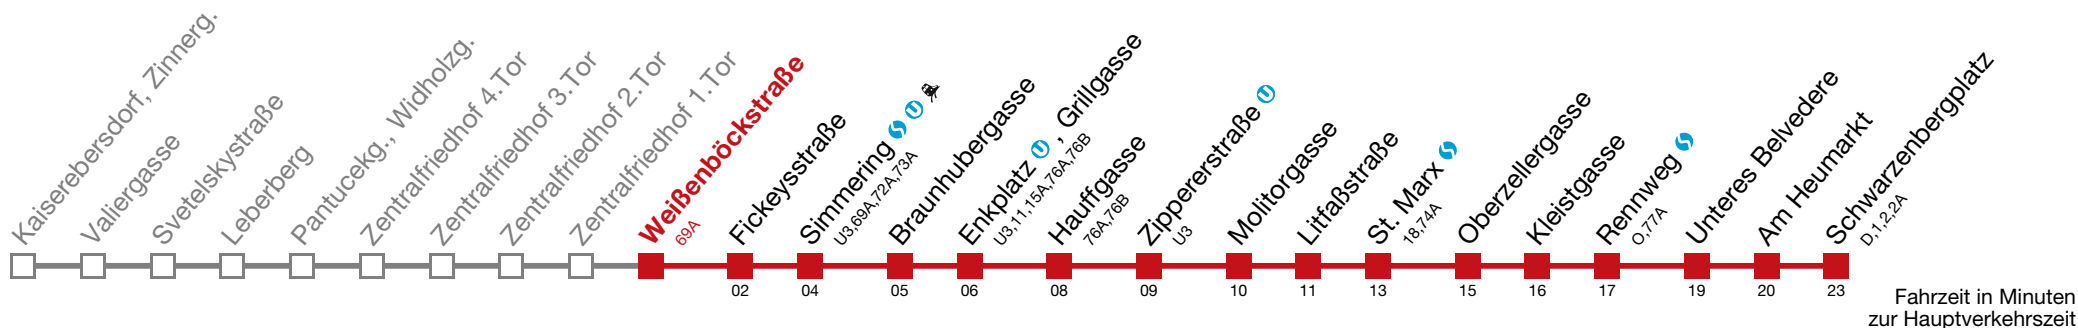 Kaiserebersdorf, Zinnerg.
Valiergasse
Svetelskystraße
Leberberg
Pantucekg., Widholzg.
Zentralfriedhof 4.Tor
Zentralfriedhof 3.Tor
Zentralfriedhof 2.Tor
Zentralfriedhof 1.Tor
Weißenböckstraße
69A
Fickeysstraße
02
Simmering S U
U3,69A,72A,73A
04
Braunhubergasse
05
Enkplatz U , Grillgasse
U3,11,15A,76A,76B
06
Hauffgasse
76A,76B
08
Zippererstraße U
U3
09
Molitorgasse
10
Litfaßstraße
11
St. Marx S
18,74A
13
Oberzellergasse
15
Kleistgasse
16
Rennweg S
O,77A
17
Unteres Belvedere
19
Am Heumarkt
20
Schwarzenbergplatz
D,1,2,2A
23
Fahrzeit in Minuten
zur Hauptverkehrszeit